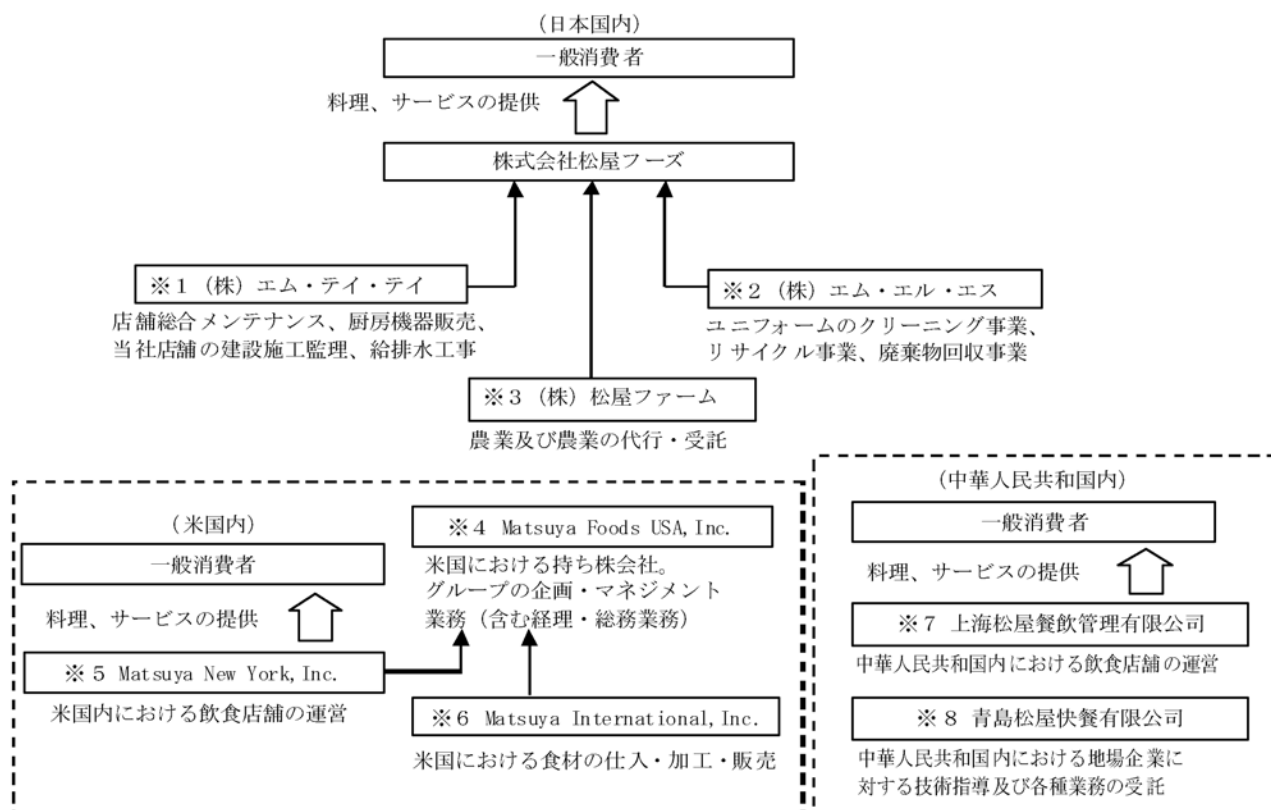 (日本国内)
一般消費者
料理、サービスの提供
株式会社松屋フーズ
※1（株）エム・テイ・テイ
店舗総合メンテナンス、厨房機器販売、
当社店舗の建設施工監理、給排水工事
※2（株）エム・エル・エス
ユニフォームのクリーニング事業、
リサイクル事業、廃棄物回収事業
※3（株）松屋ファーム
農業及び農業の代行・受託
(米国内)
一般消費者
料理、サービスの提供
※5 Matsuya New York, Inc.
米国内における飲食店舗の運営
※4 Matsuya Foods USA, Inc.
米国における持ち株会社。
グループの企画・マネジメント
業務（含む経理・総務業務）
※6 Matsuya International, Inc.
米国における食材の仕入・加工・販売
(中華人民共和国内)
一般消費者
料理、サービスの提供
※7 上海松屋餐飲管理有限公司
中華人民共和国内における飲食店舗の運営
※8 青島松屋快餐有限公司
中華人民共和国内における地場企業に
対する技術指導及び各種業務の受託